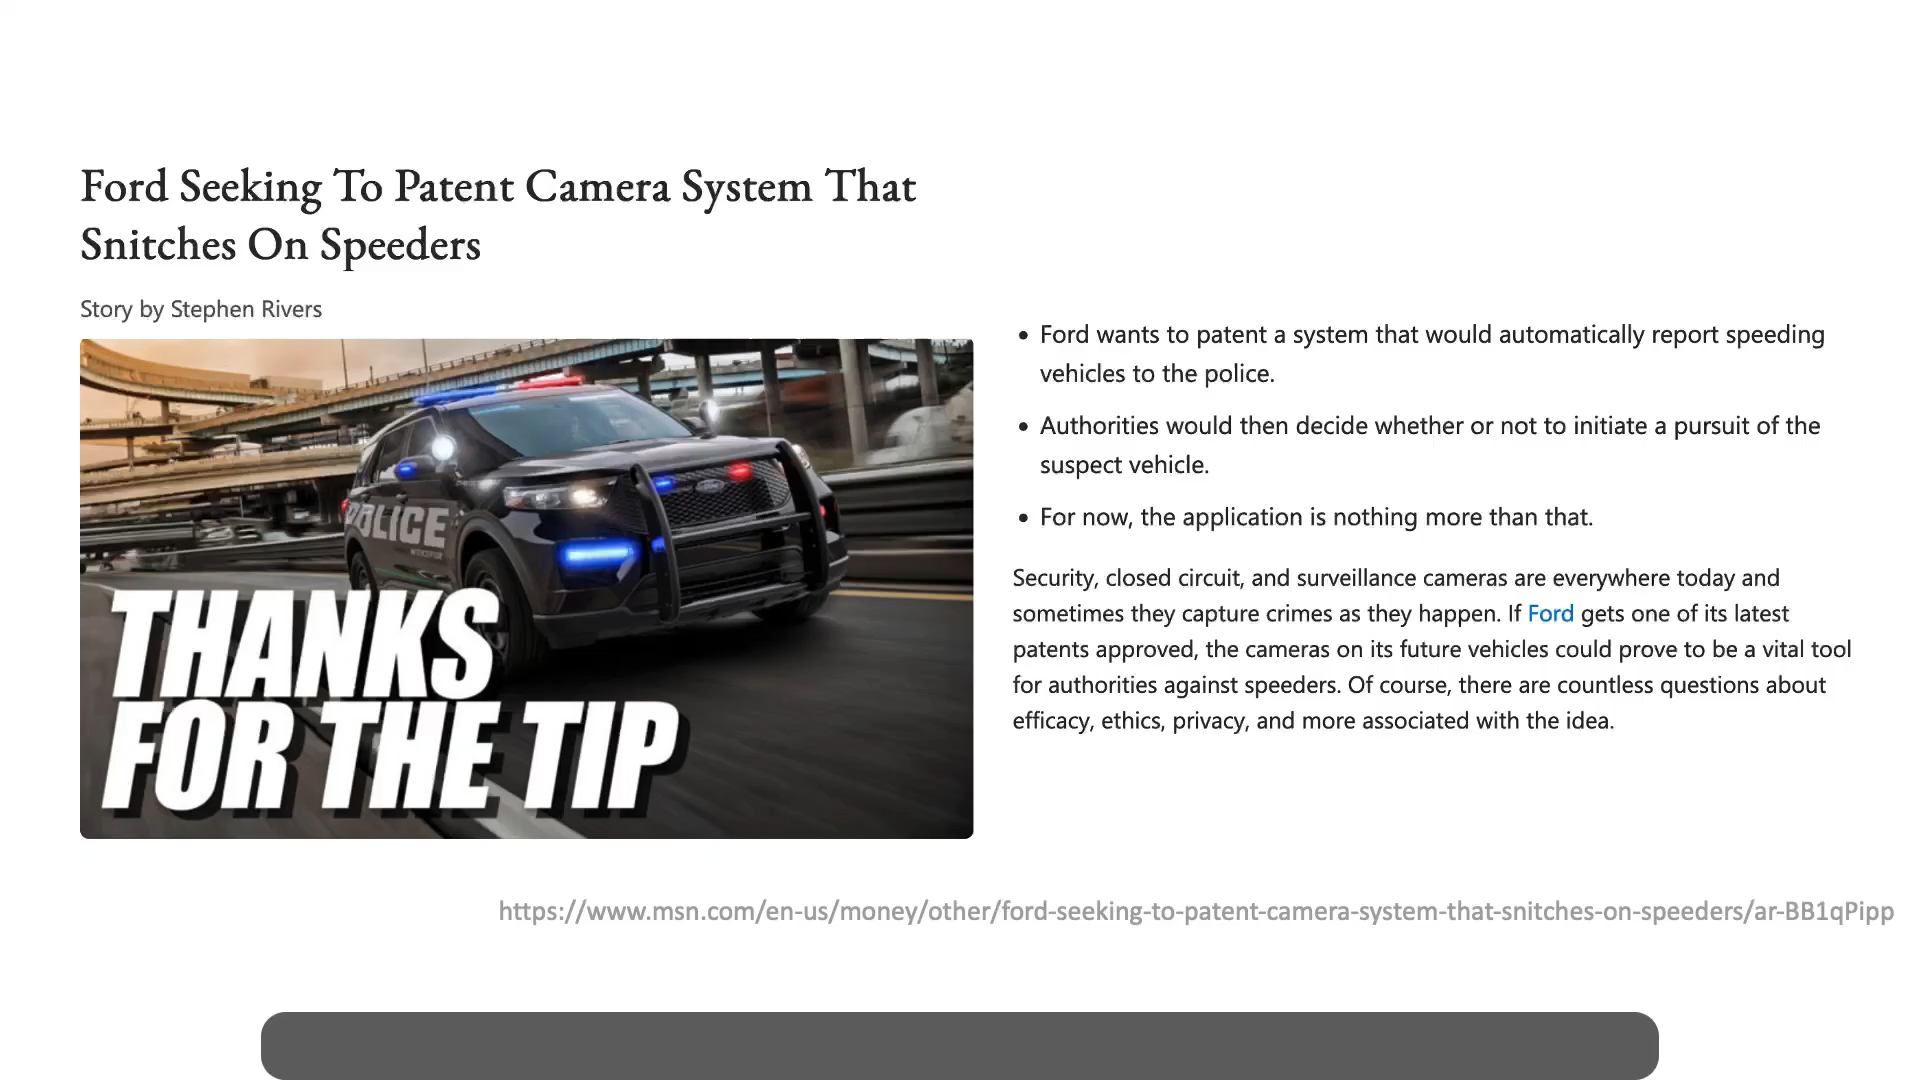 Ford Seeking To Patent Camera System That
Snitches On Speeders
Story by Stephen Rivers
POLICE
Ford
THANKS
FOR THE TIP
• Ford wants to patent a system that would automatically report speeding
vehicles to the police.
• Authorities would then decide whether or not to initiate a pursuit of the
suspect vehicle.
• For now, the application is nothing more than that.
Security, closed circuit, and surveillance cameras are everywhere today and
sometimes they capture crimes as they happen. If Ford gets one of its latest
patents approved, the cameras on its future vehicles could prove to be a vital tool
for authorities against speeders. Of course, there are countless questions about
efficacy, ethics, privacy, and more associated with the idea.
https://www.msn.com/en-us/money/other/ford-seeking-to-patent-camera-system-that-snitches-on-speeders/ar-BB1qPipp